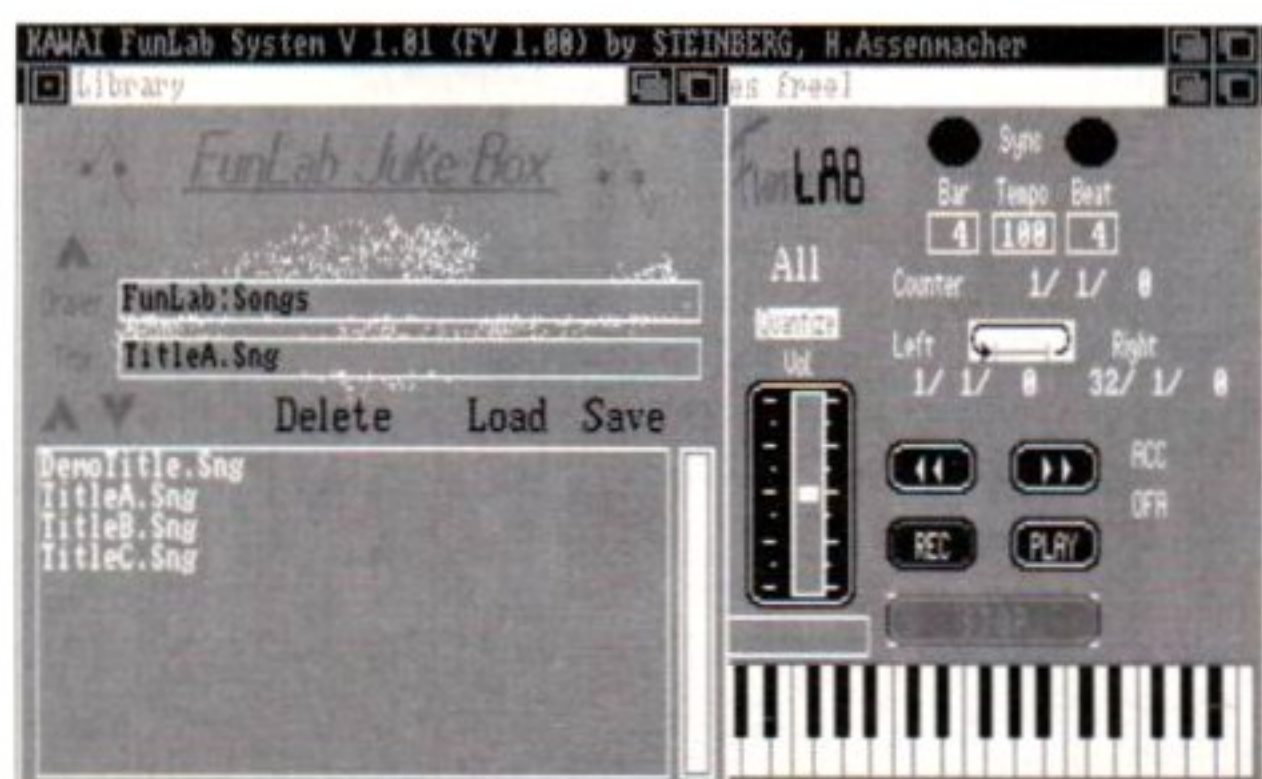 KAWAI FunLab System V 1.01 (FV 1.00) by STEINBERG, H.Assenmacher
Library
es free]
FunLab Juke Box
Drawer
FunLab:Songs
TitleA.Sng
Delete Load Save
DemoTitle.Sng
TitleA.Sng
TitleB.Sng
TitleC.Sng
Fun LAB
Sync
Bar Tempo Beat
4 100 4
All
Counter 1/ 1/ 0
Quantize
Left Right
1/ 1/ 0 32/ 1/ 0
Vol
ACC
REC PLAY